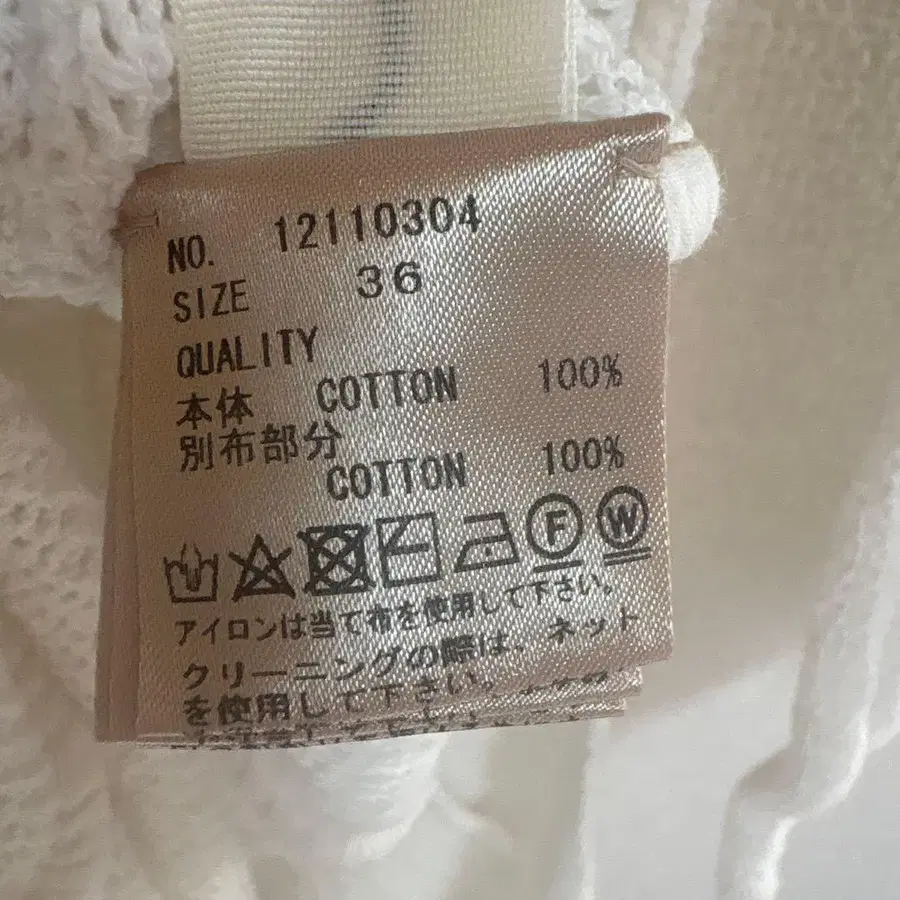 NO. 12110304
SIZE 36
QUALITY
本体 COTTON 100%
別布部分
COTTON 100%
F W
アイロンは当て布を使用して下さい。
クリーニングの際は、ネット
を使用して下さい。